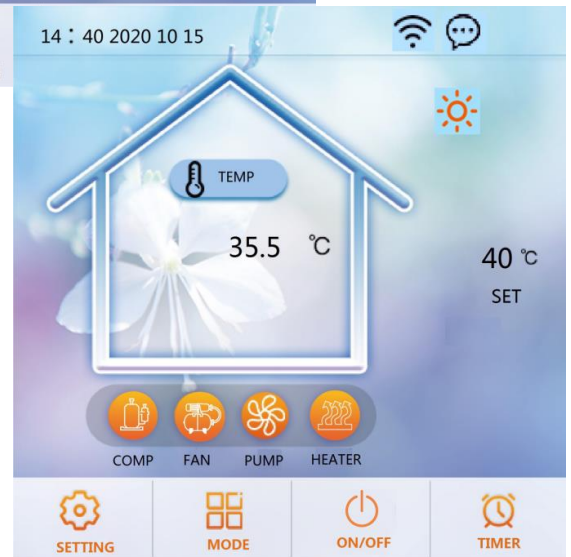 14：40 2020 10 15
TEMP
35.5 ℃
40 ℃
SET
COMP FAN PUMP HEATER
SETTING MODE ON/OFF TIMER